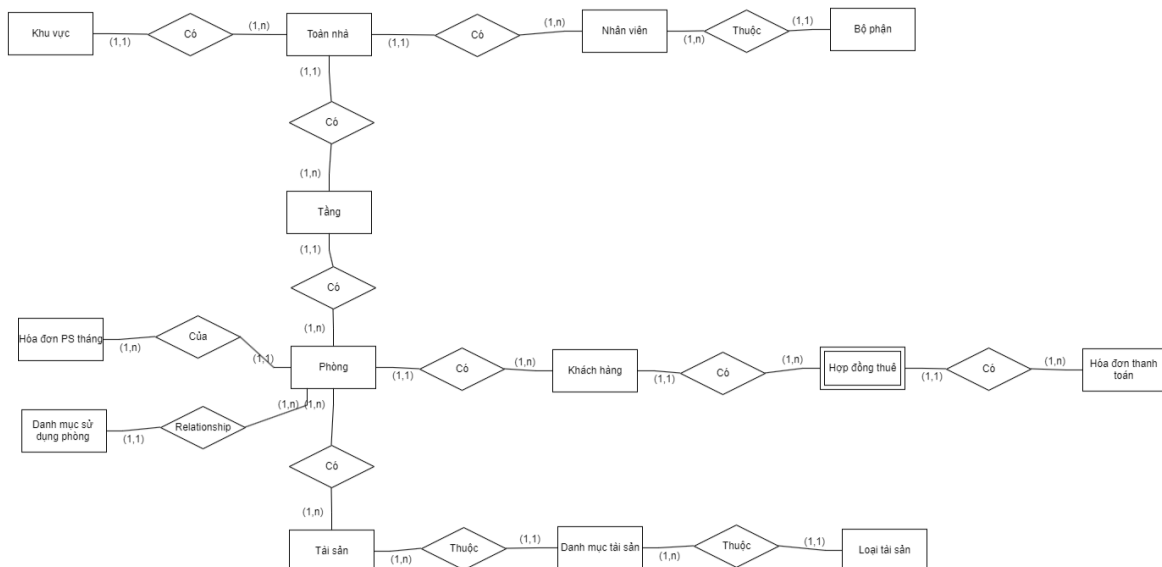 Khu vực
(1,1)
Có
(1,n)
Toàn nhà
(1,1)
Có
(1,n)
Nhân viên
(1,n)
Thuộc
(1,1)
Bộ phận
(1,1)
Có
(1,n)
Tầng
(1,1)
Có
(1,n)
Hóa đơn PS tháng
(1,n)
Của
(1,1)
Phòng
(1,1)
Có
(1,n)
Khách hàng
(1,1)
Có
(1,n)
Hợp đồng thuê
(1,1)
Có
(1,n)
Hóa đơn thanh
toán
Danh mục sử
dụng phòng
(1,1)
Relationship
(1,n)
(1,n)
Có
(1,n)
Tài sản
(1,n)
Thuộc
(1,1)
Danh mục tài sản
(1,n)
Thuộc
(1,1)
Loại tài sản